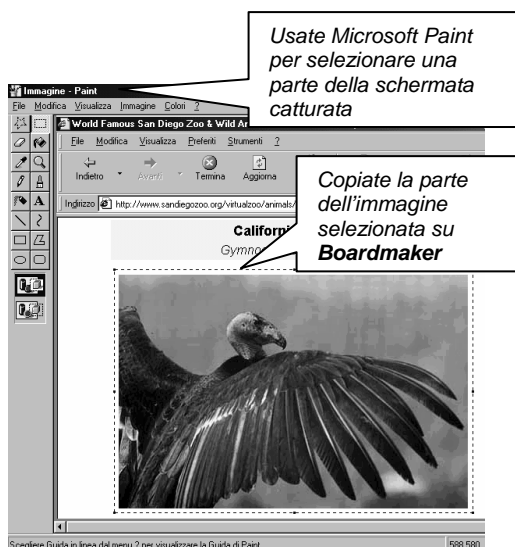 Usate Microsoft Paint
per selezionare una
parte della schermata
catturata
Immagine - Paint
File Modifica Visualizza Immagine Colori ?
World Famous San Diego Zoo & Wild
File Modifica Visualizza Preferiti Strumenti ?
Indietro Avanti Termina Aggiorna
Indirizzo http://www.sandiegozoo.org/virtualzoo/animals/
Copiate la parte
dell'immagine
selezionata su
Boardmaker
Scegliere Guida in linea dal menu ? per visualizzare la Guida di Paint. 588,580